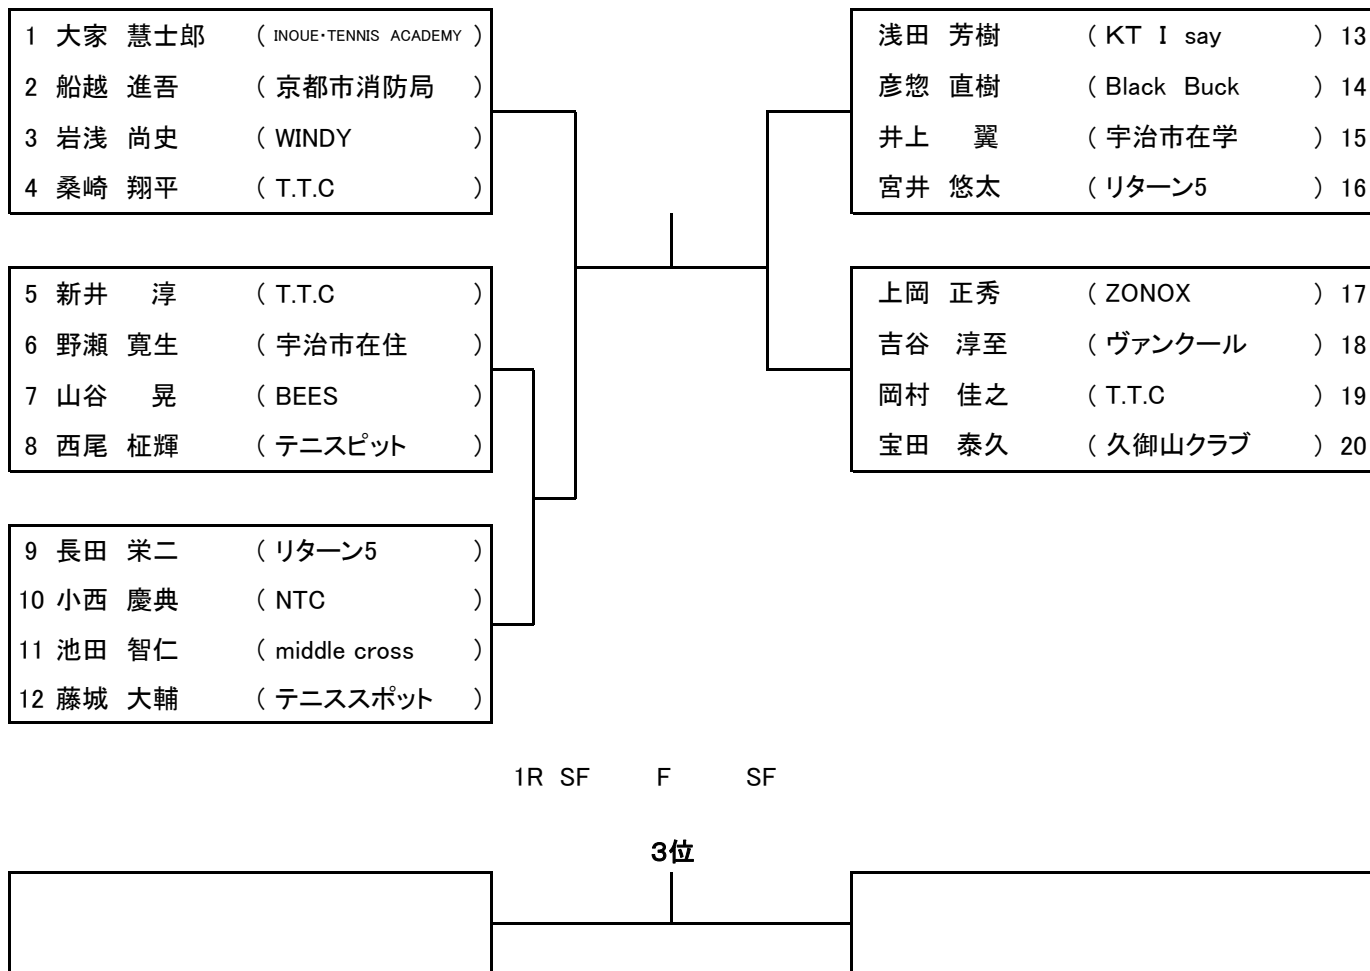 1 大家 慧士郎 ( INOUE・TENNIS ACADEMY )
2 船越 進吾 ( 京都市消防局 )
3 岩浅 尚史 ( WINDY )
4 桑崎 翔平 ( T.T.C )
5 新井 淳 ( T.T.C )
6 野瀬 寛生 ( 宇治市在住 )
7 山谷 晃 ( BEES )
8 西尾 柾輝 ( テニスピット )
9 長田 栄二 ( リターン5 )
10 小西 慶典 ( NTC )
11 池田 智仁 ( middle cross )
12 藤城 大輔 ( テニススポット )
浅田 芳樹 ( KT I say ) 13
彦惣 直樹 ( Black Buck ) 14
井上 翼 ( 宇治市在学 ) 15
宮井 悠太 ( リターン5 ) 16
上岡 正秀 ( ZONOX ) 17
吉谷 淳至 ( ヴァンクール ) 18
岡村 佳之 ( T.T.C ) 19
宝田 泰久 ( 久御山クラブ ) 20
1R SF F SF
3位